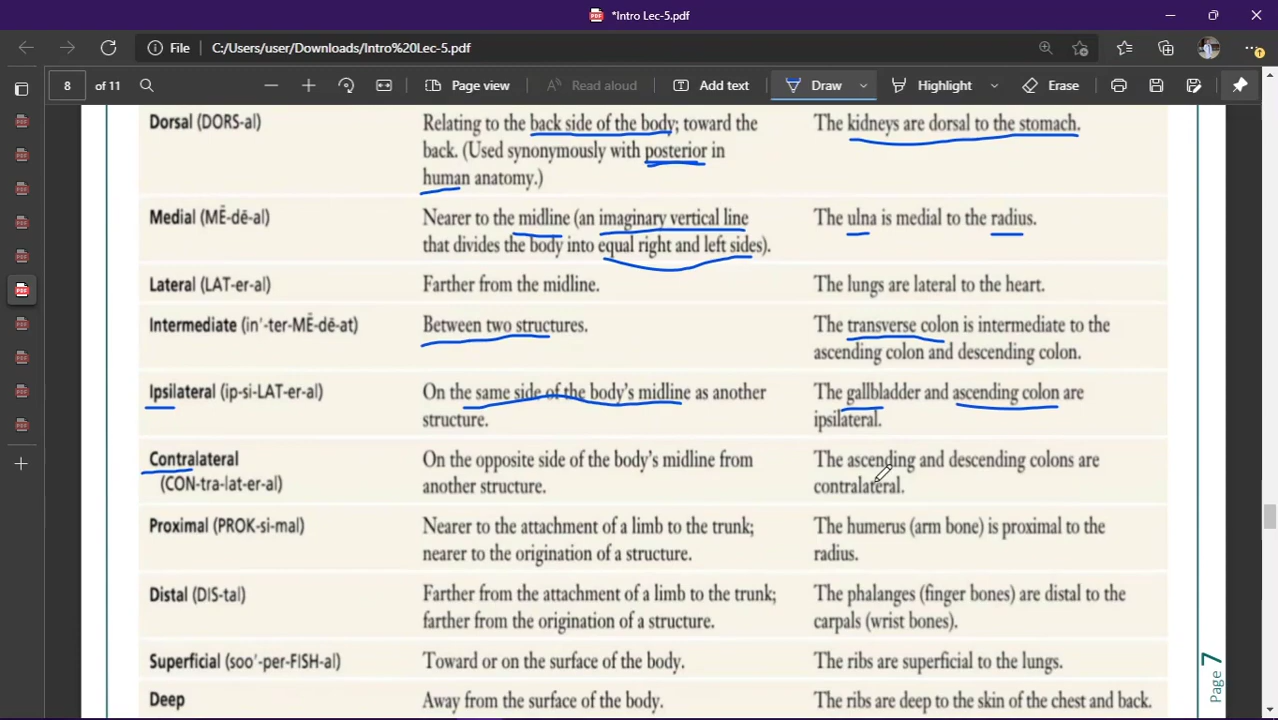 *Intro Lec-5.pdf
File C:/Users/user/Downloads/Intro%20Lec-5.pdf
8 of 11 Page view Read aloud Add text Draw Highlight Erase
Dorsal (DORS-al) Relating to the back side of the body; toward the The kidneys are dorsal to the stomach.
back. (Used synonymously with posterior in
human anatomy.)
Medial (MĒ-dē-al) Nearer to the midline (an imaginary vertical line The ulna is medial to the radius.
that divides the body into equal right and left sides).
Lateral (LAT-er-al) Farther from the midline. The lungs are lateral to the heart.
Intermediate (in′-ter-MĒ-dē-at) Between two structures. The transverse colon is intermediate to the
ascending colon and descending colon.
Ipsilateral (ip-si-LAT-er-al) On the same side of the body's midline as another The gallbladder and ascending colon are
structure. ipsilateral.
Contralateral On the opposite side of the body's midline from The ascending and descending colons are
(CON-tra-lat-er-al) another structure. contralateral.
Proximal (PROK-si-mal) Nearer to the attachment of a limb to the trunk; The humerus (arm bone) is proximal to the
nearer to the origination of a structure. radius.
Distal (DIS-tal) Farther from the attachment of a limb to the trunk; The phalanges (finger bones) are distal to the
farther from the origination of a structure. carpals (wrist bones).
Superficial (soo′-per-FISH-al) Toward or on the surface of the body. The ribs are superficial to the lungs.
Deep Away from the surface of the body. The ribs are deep to the skin of the chest and back.
Page 7